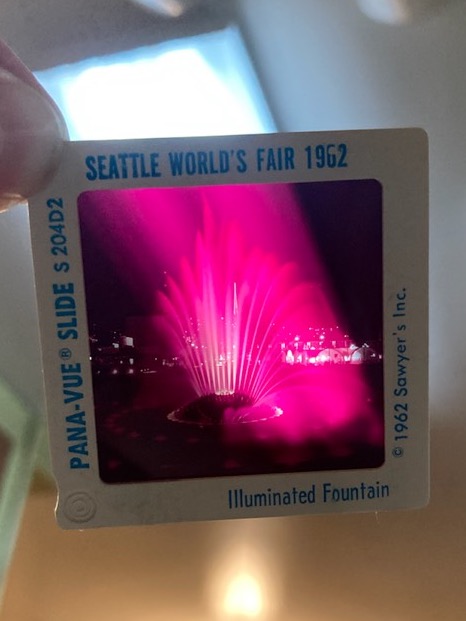 SEATTLE WORLD'S FAIR 1962
PANA-VUE® SLIDE S 204D2
© 1962 Sawyer's Inc.
Illuminated Fountain